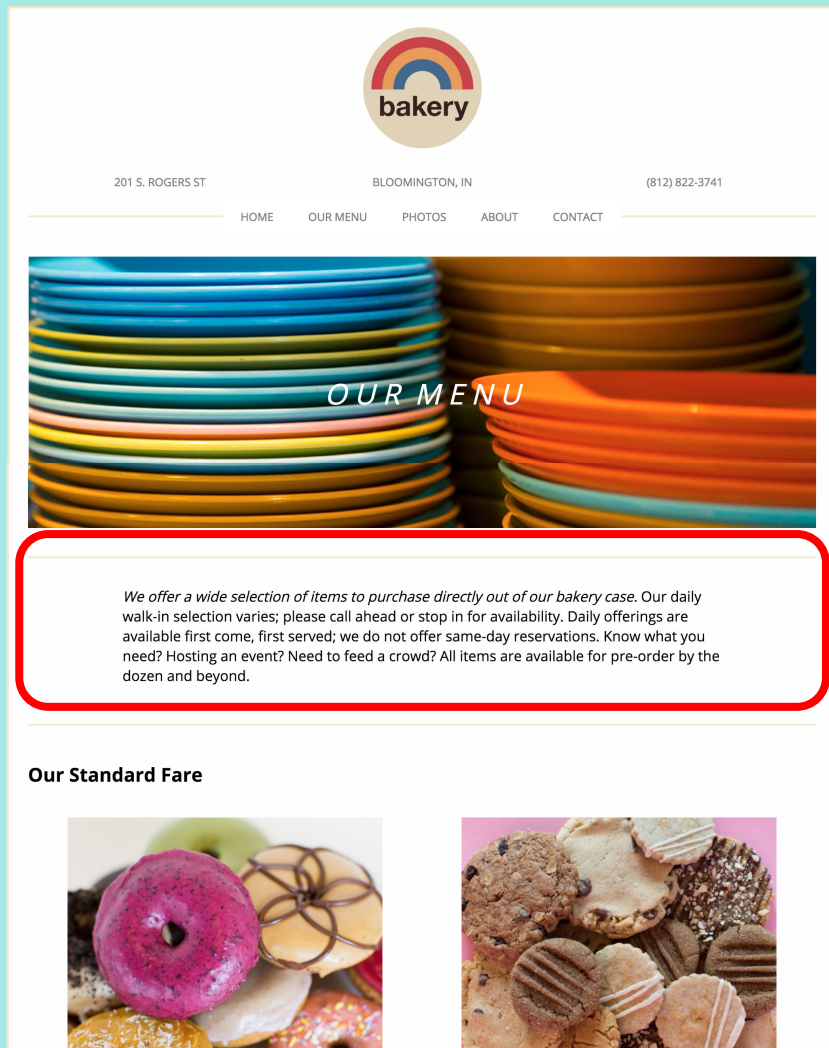 bakery
201 S. ROGERS ST BLOOMINGTON, IN (812) 822-3741
HOME OUR MENU PHOTOS ABOUT CONTACT
OUR MENU
We offer a wide selection of items to purchase directly out of our bakery case. Our daily
walk-in selection varies; please call ahead or stop in for availability. Daily offerings are
available first come, first served; we do not offer same-day reservations. Know what you
need? Hosting an event? Need to feed a crowd? All items are available for pre-order by the
dozen and beyond.
Our Standard Fare